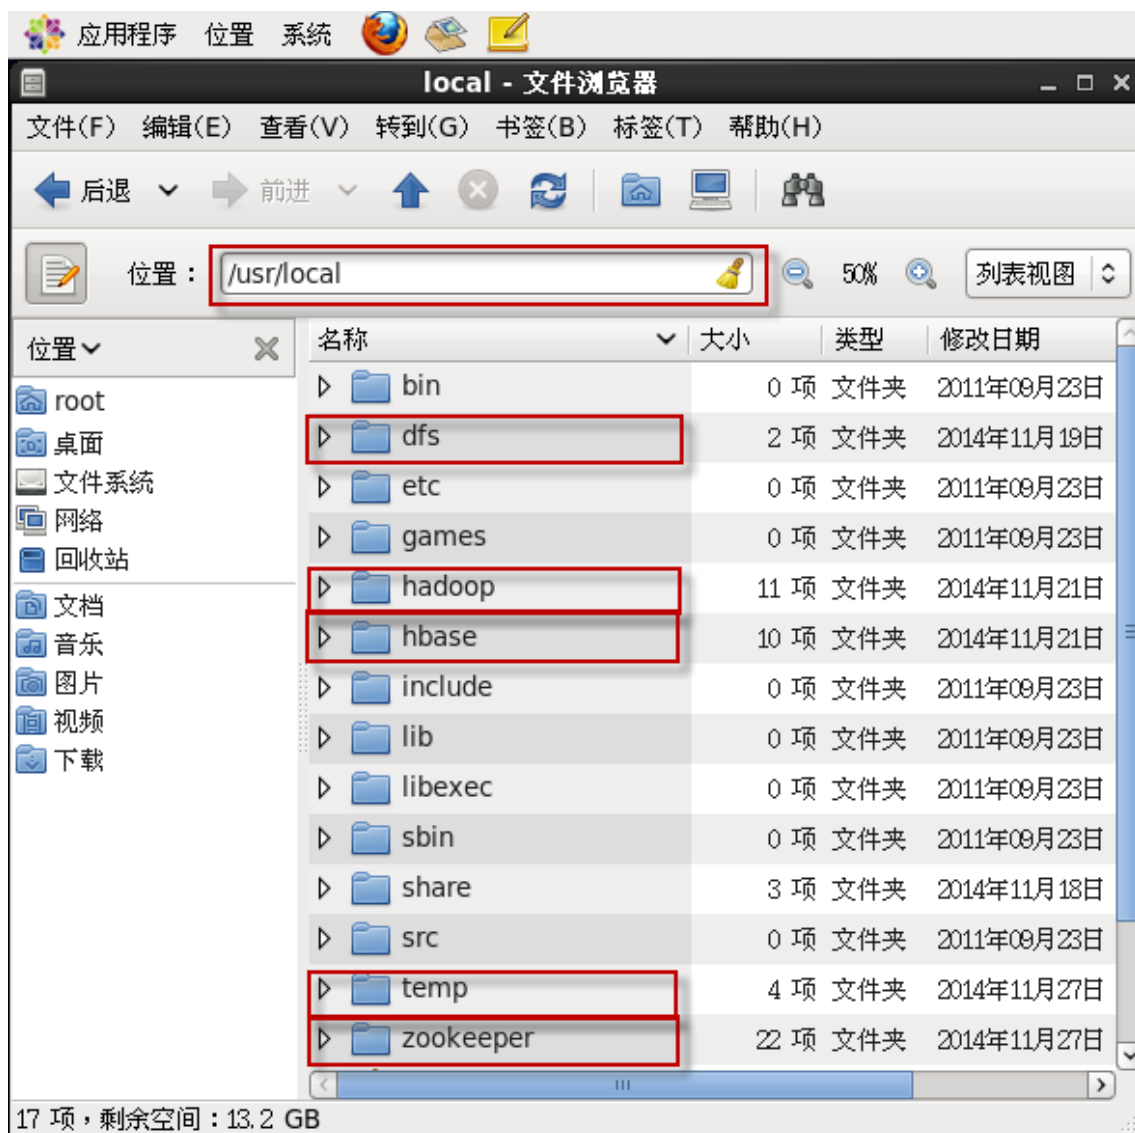 应用程序 位置 系统
local - 文件浏览器
文件(F) 编辑(E) 查看(V) 转到(G) 书签(B) 标签(T) 帮助(H)
后退 前进
位置： /usr/local 50% 列表视图
位置
root
桌面
文件系统
网络
回收站
文档
音乐
图片
视频
下载
名称 大小 类型 修改日期
bin 0 项 文件夹 2011年09月23日
dfs 2 项 文件夹 2014年11月19日
etc 0 项 文件夹 2011年09月23日
games 0 项 文件夹 2011年09月23日
hadoop 11 项 文件夹 2014年11月21日
hbase 10 项 文件夹 2014年11月21日
include 0 项 文件夹 2011年09月23日
lib 0 项 文件夹 2011年09月23日
libexec 0 项 文件夹 2011年09月23日
sbin 0 项 文件夹 2011年09月23日
share 3 项 文件夹 2014年11月18日
src 0 项 文件夹 2011年09月23日
temp 4 项 文件夹 2014年11月27日
zookeeper 22 项 文件夹 2014年11月27日
17 项，剩余空间：13.2 GB